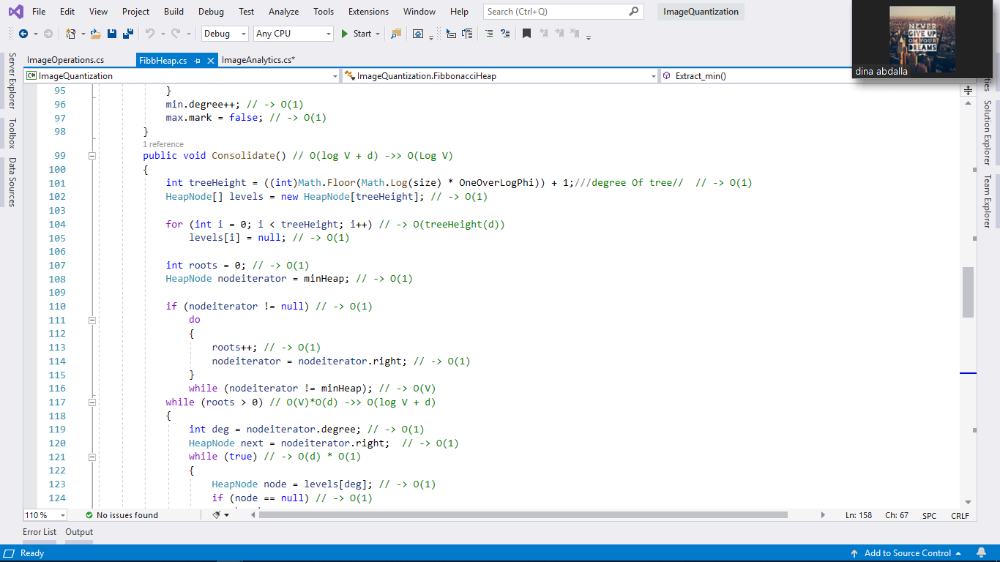 File Edit View Project Build Debug Test Analyze Tools Extensions Window Help Search (Ctrl+Q) ImageQuantization
Debug Any CPU Start
NEVER
GIVE UP
ON YOUR
DREAMS
dina abdalla
ImageOperations.cs FibbHeap.cs ImageAnalytics.cs*
C# ImageQuantization ImageQuantization.FibbonacciHeap Extract_min()
Server Explorer
Toolbox
Data Sources
Solution Explorer
Team Explorer
95 }
96 min.degree++; // -> O(1)
97 max.mark = false; // -> O(1)
98 }
1 reference
99 public void Consolidate() // O(log V + d) ->> O(Log V)
100 {
101 int treeHeight = ((int)Math.Floor(Math.Log(size) * OneOverLogPhi)) + 1;///degree Of tree// // -> O(1)
102 HeapNode[] levels = new HeapNode[treeHeight]; // -> O(1)
103
104 for (int i = 0; i < treeHeight; i++) // -> O(treeHeight(d))
105 levels[i] = null; // -> O(1)
106
107 int roots = 0; // -> O(1)
108 HeapNode nodeiterator = minHeap; // -> O(1)
109
110 if (nodeiterator != null) // -> O(1)
111 do
112 {
113 roots++; // -> O(1)
114 nodeiterator = nodeiterator.right; // -> O(1)
115 }
116 while (nodeiterator != minHeap); // -> O(V)
117 while (roots > 0) // O(V)*O(d) ->> O(log V + d)
118 {
119 int deg = nodeiterator.degree; // -> O(1)
120 HeapNode next = nodeiterator.right; // -> O(1)
121 while (true) // -> O(d) * O(1)
122 {
123 HeapNode node = levels[deg]; // -> O(1)
124 if (node == null) // -> O(1)
110 % No issues found Ln: 158 Ch: 67 SPC CRLF
Error List Output
Ready Add to Source Control